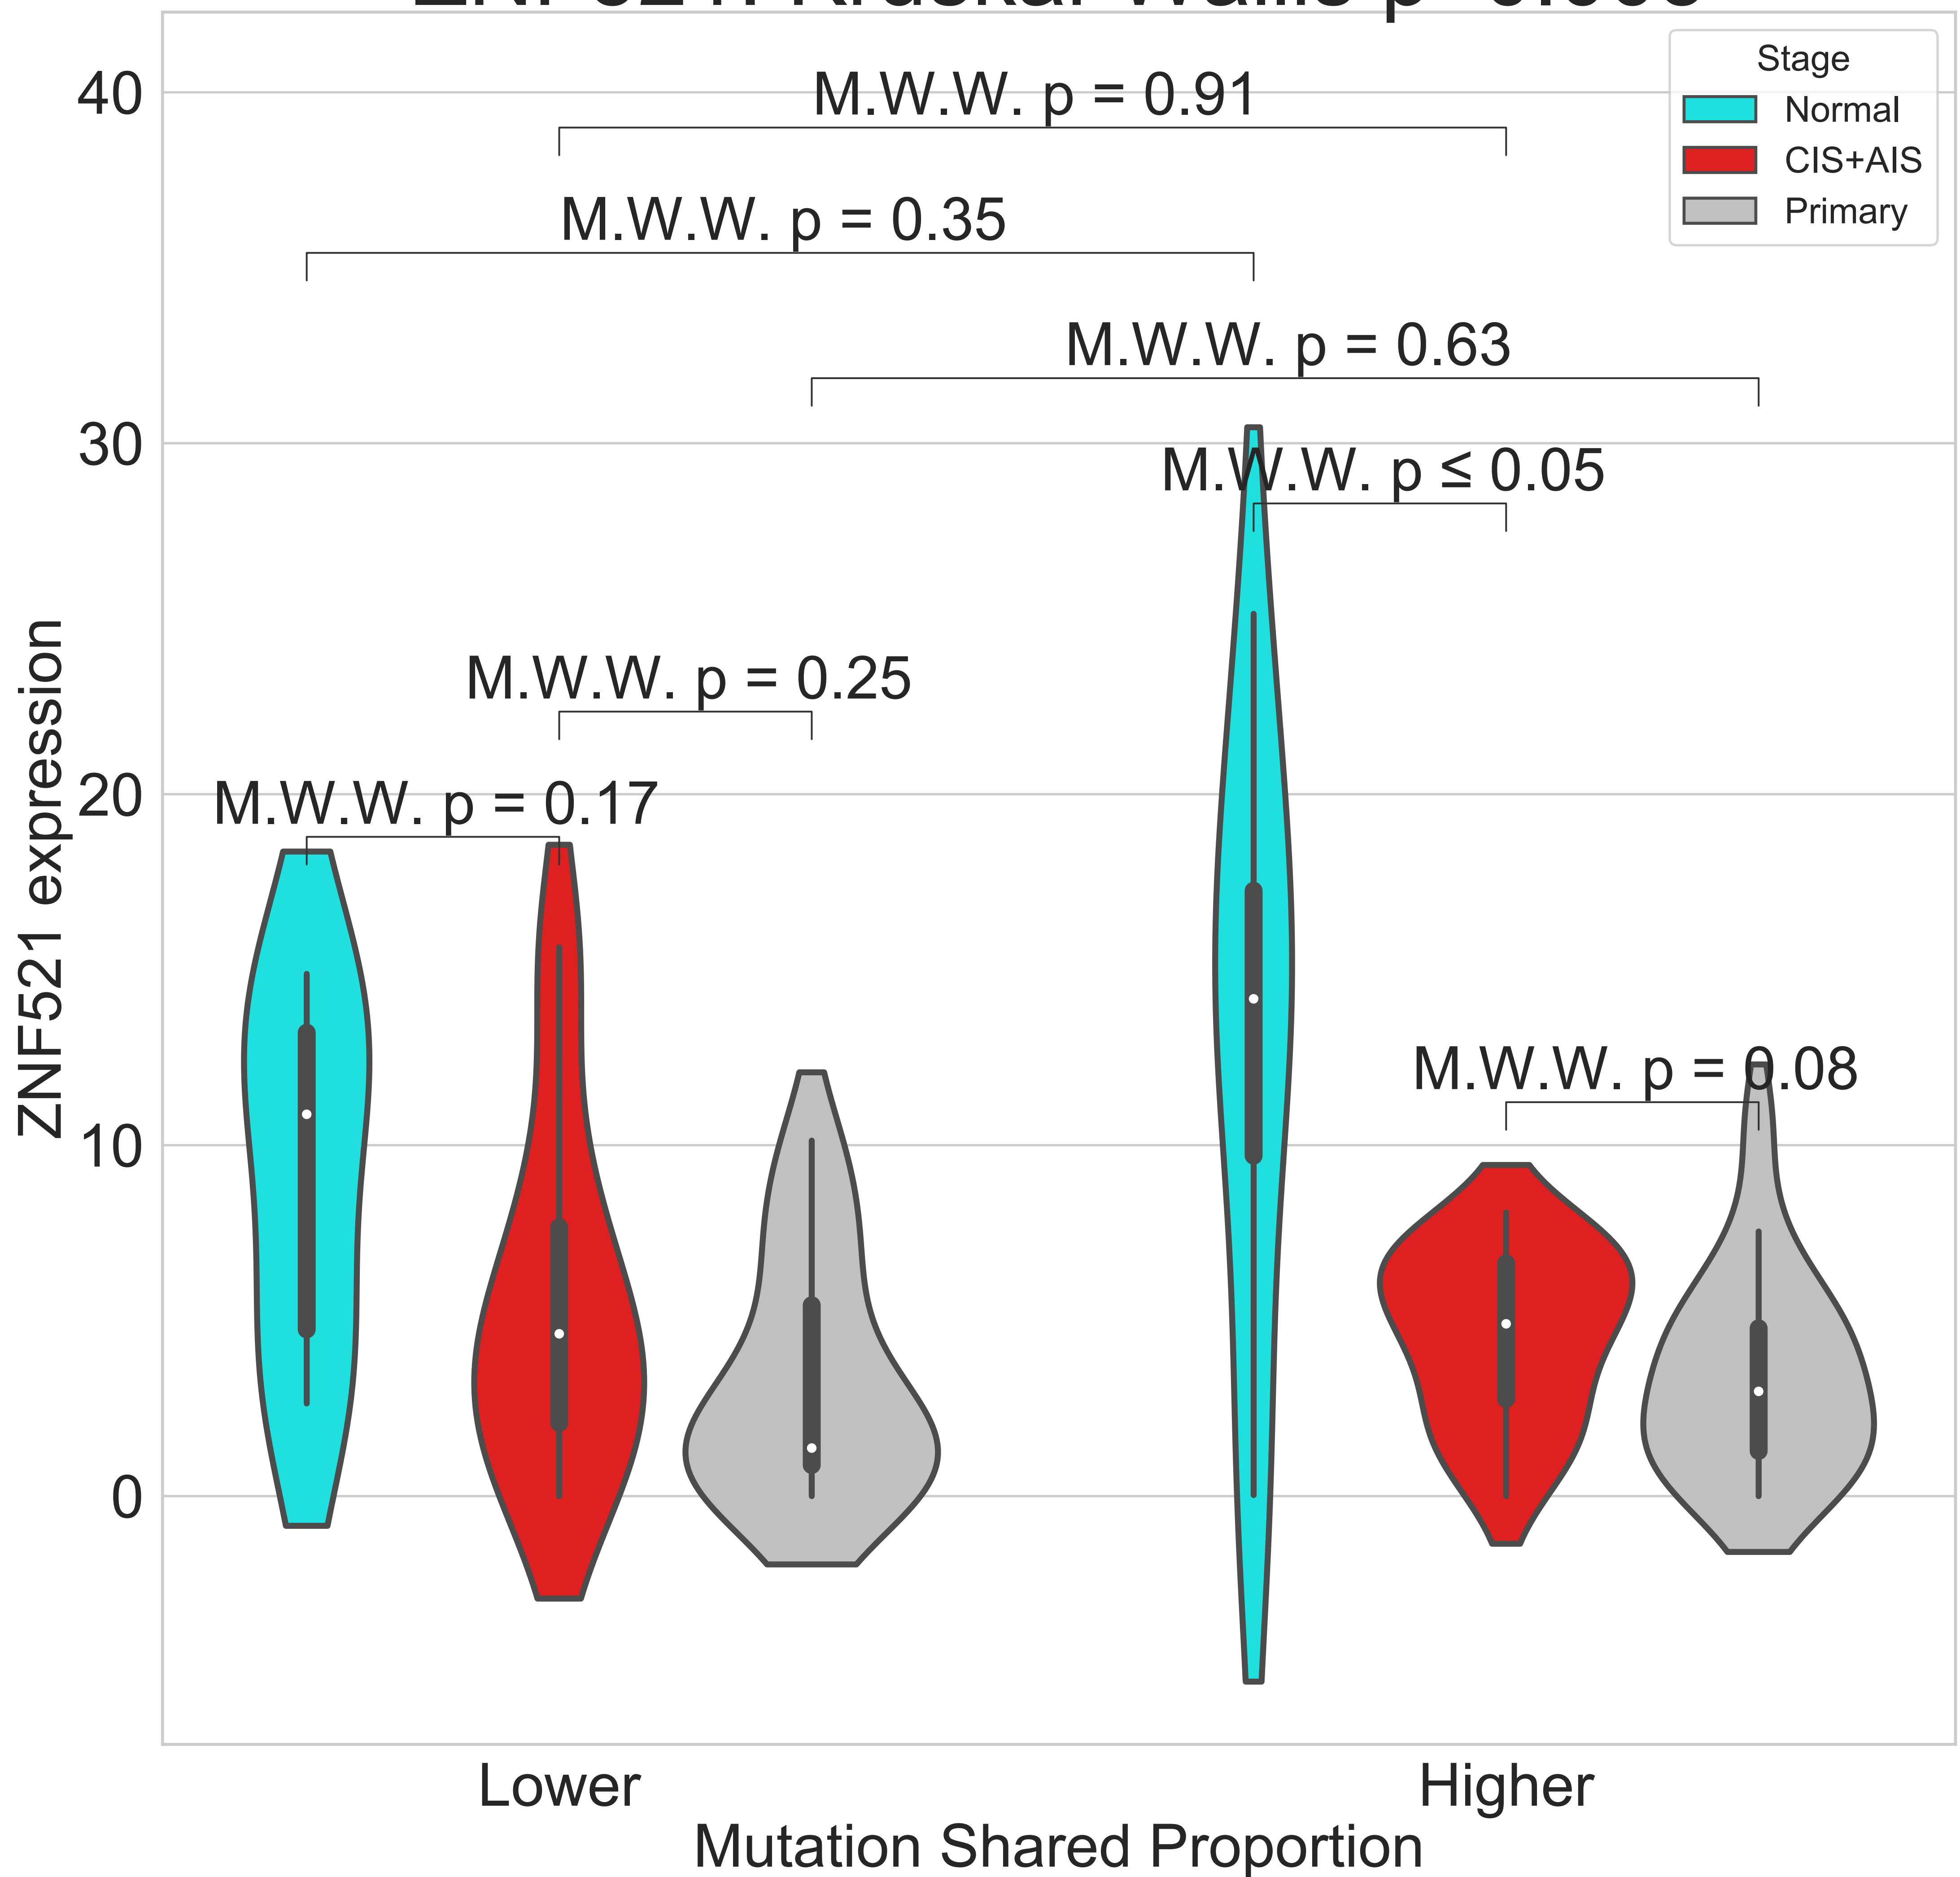 Stage
Normal
CIS+AIS
Primary
M.W.W. p = 0.91
M.W.W. p = 0.35
M.W.W. p = 0.63
M.W.W. p ≤ 0.05
M.W.W. p = 0.25
M.W.W. p = 0.17
M.W.W. p = 0.08
40
30
20
10
0
ZNF521 expression
Lower
Higher
Mutation Shared Proportion